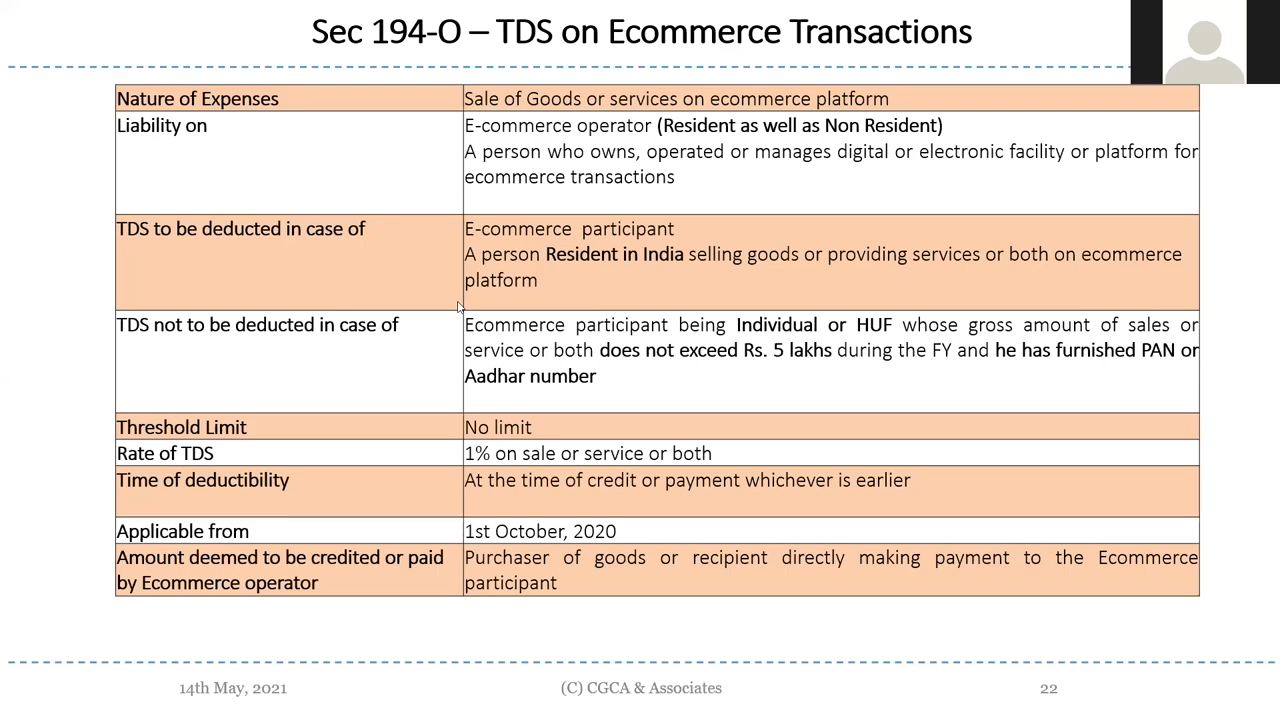 Sec 194-O – TDS on Ecommerce Transactions
Nature of Expenses
Sale of Goods or services on ecommerce platform
Liability on
E-commerce operator (Resident as well as Non Resident)
A person who owns, operated or manages digital or electronic facility or platform for
ecommerce transactions
TDS to be deducted in case of
E-commerce participant
A person Resident in India selling goods or providing services or both on ecommerce
platform
TDS not to be deducted in case of
Ecommerce participant being Individual or HUF whose gross amount of sales or
service or both does not exceed Rs. 5 lakhs during the FY and he has furnished PAN or
Aadhar number
Threshold Limit
No limit
Rate of TDS
1% on sale or service or both
Time of deductibility
At the time of credit or payment whichever is earlier
Applicable from
1st October, 2020
Amount deemed to be credited or paid
by Ecommerce operator
Purchaser of goods or recipient directly making payment to the Ecommerce
participant
14th May, 2021
(C) CGCA & Associates
22